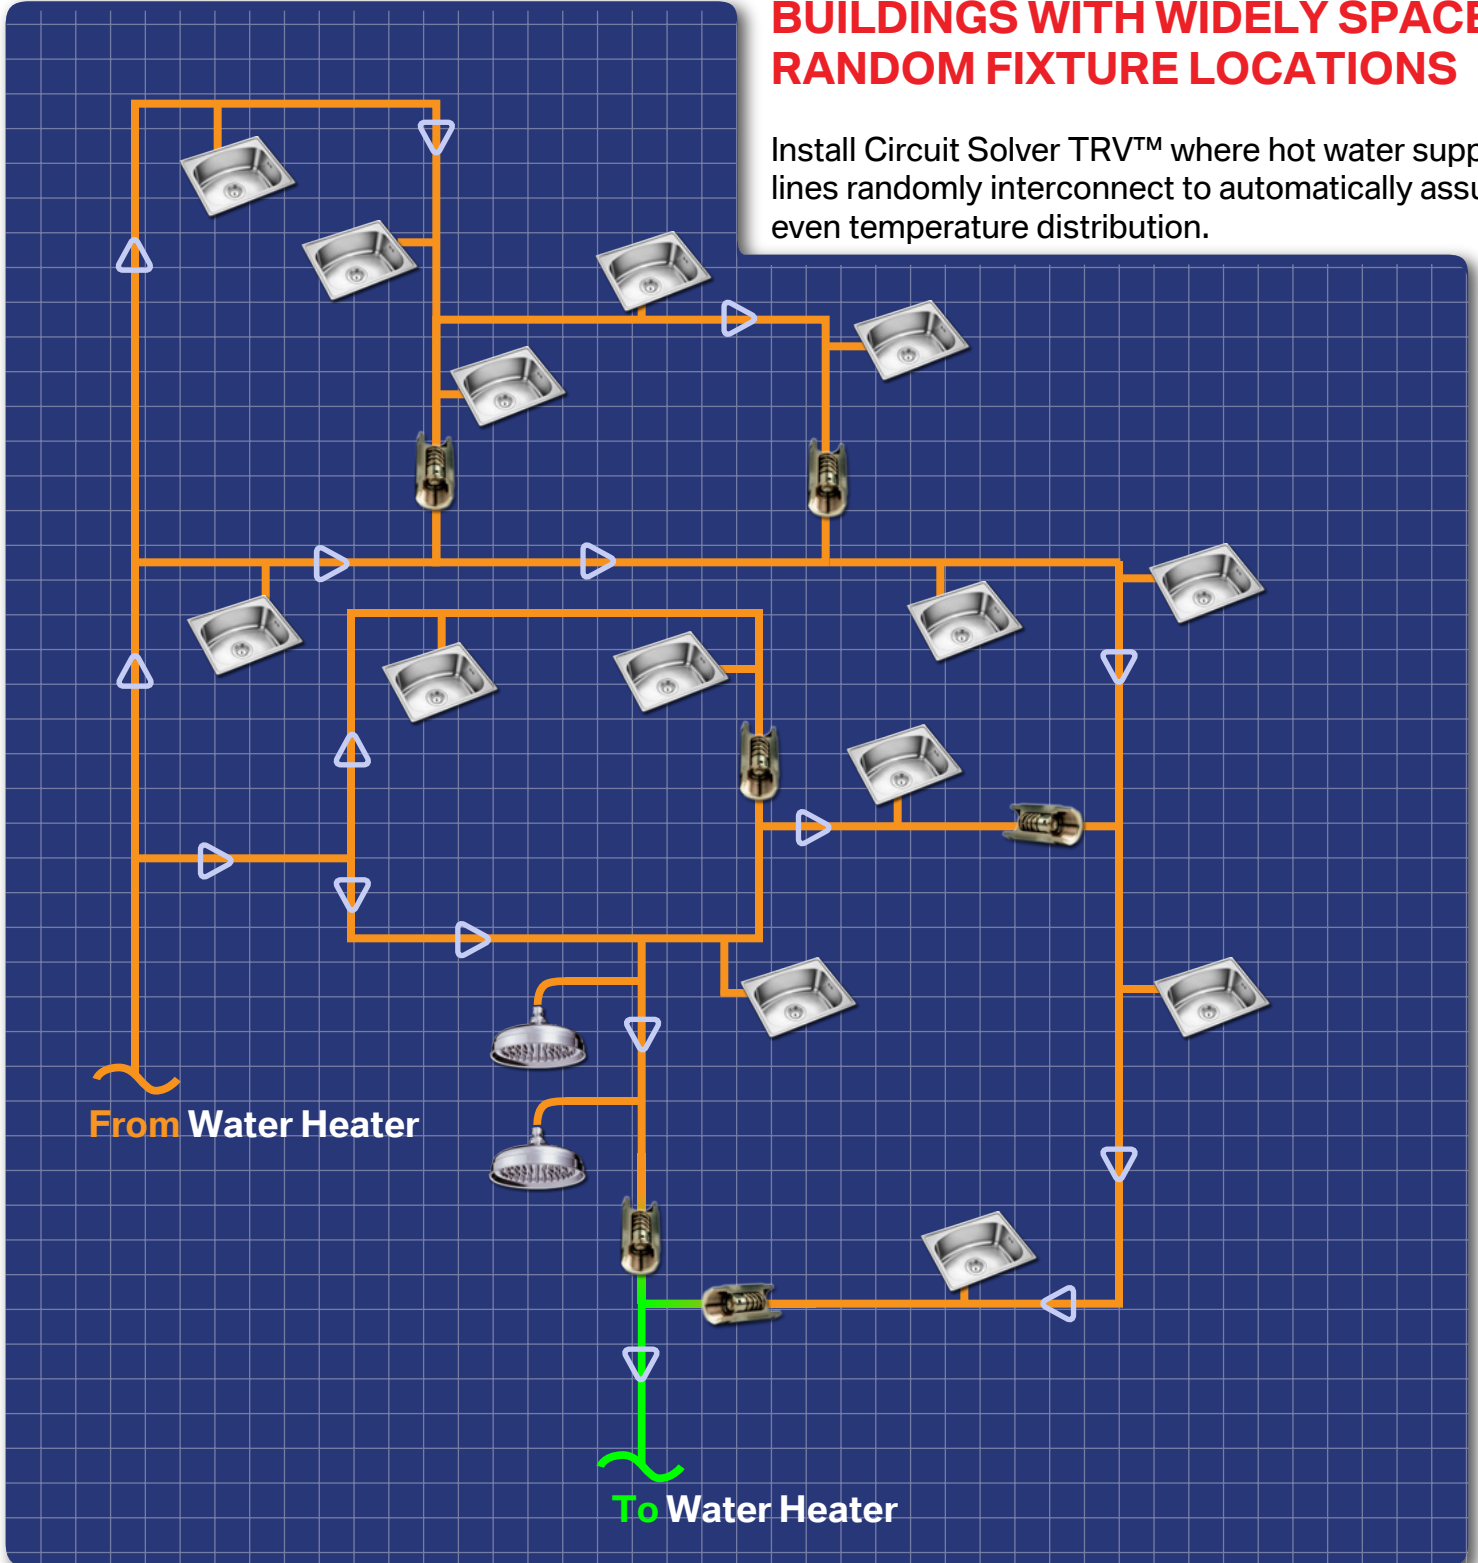 BUILDINGS WITH WIDELY SPACE
RANDOM FIXTURE LOCATIONS
Install Circuit Solver TRV™ where hot water supp
lines randomly interconnect to automatically assu
even temperature distribution.
From Water Heater
To Water Heater